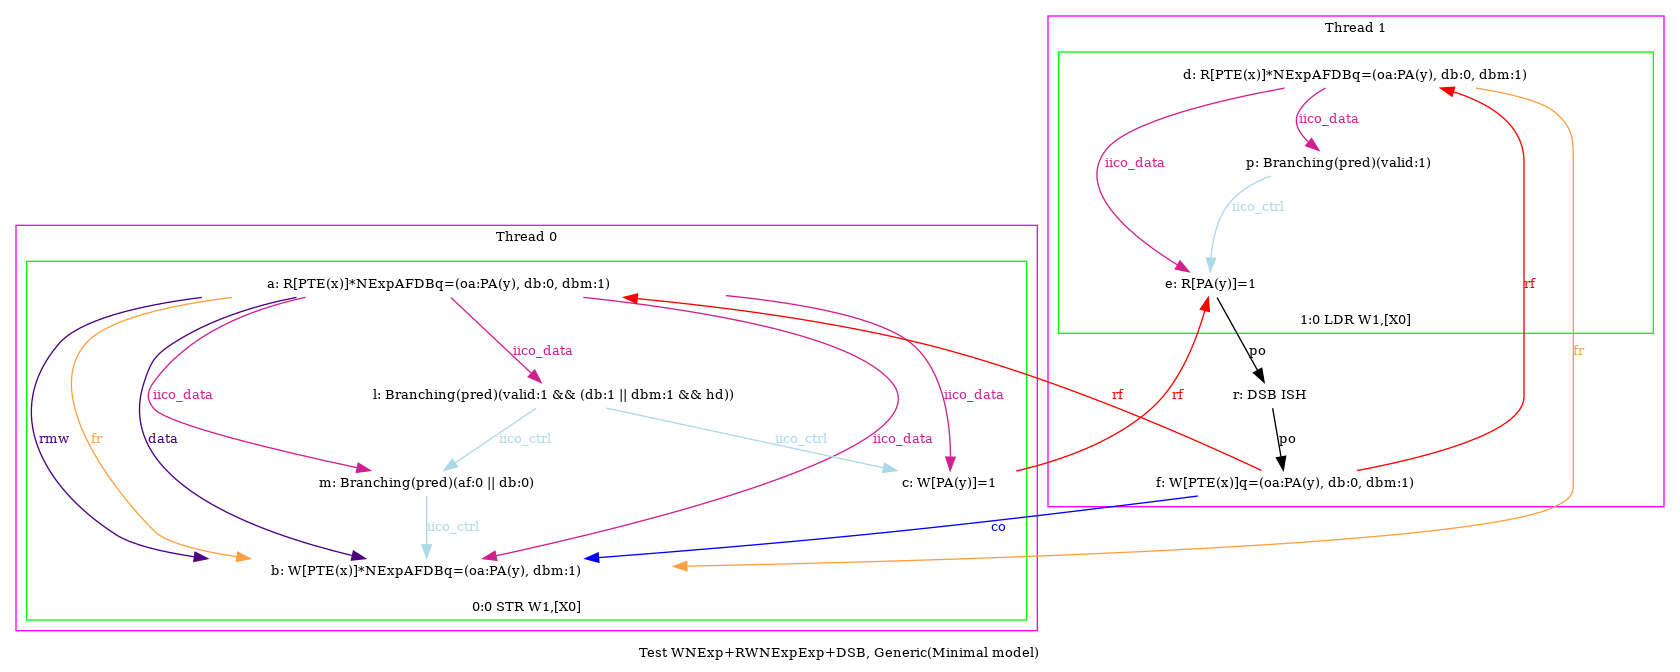 Thread 1
d: R[PTE(x)]*NExpAFDBq=(oa:PA(y), db:0, dbm:1)
iico_data
p: Branching(pred)(valid:1)
iico_data
iico_ctrl
e: R[PA(y)]=1
1:0 LDR W1,[X0]
po
r: DSB ISH
po
f: W[PTE(x)]q=(oa:PA(y), db:0, dbm:1)
rf
fr
Thread 0
a: R[PTE(x)]*NExpAFDBq=(oa:PA(y), db:0, dbm:1)
iico_data
l: Branching(pred)(valid:1 && (db:1 || dbm:1 && hd))
iico_data
iico_data
rf
rf
rmw
fr
data
iico_ctrl
iico_ctrl
iico_data
m: Branching(pred)(af:0 || db:0)
c: W[PA(y)]=1
iico_ctrl
co
b: W[PTE(x)]*NExpAFDBq=(oa:PA(y), dbm:1)
0:0 STR W1,[X0]
Test WNExp+RWNExpExp+DSB, Generic(Minimal model)